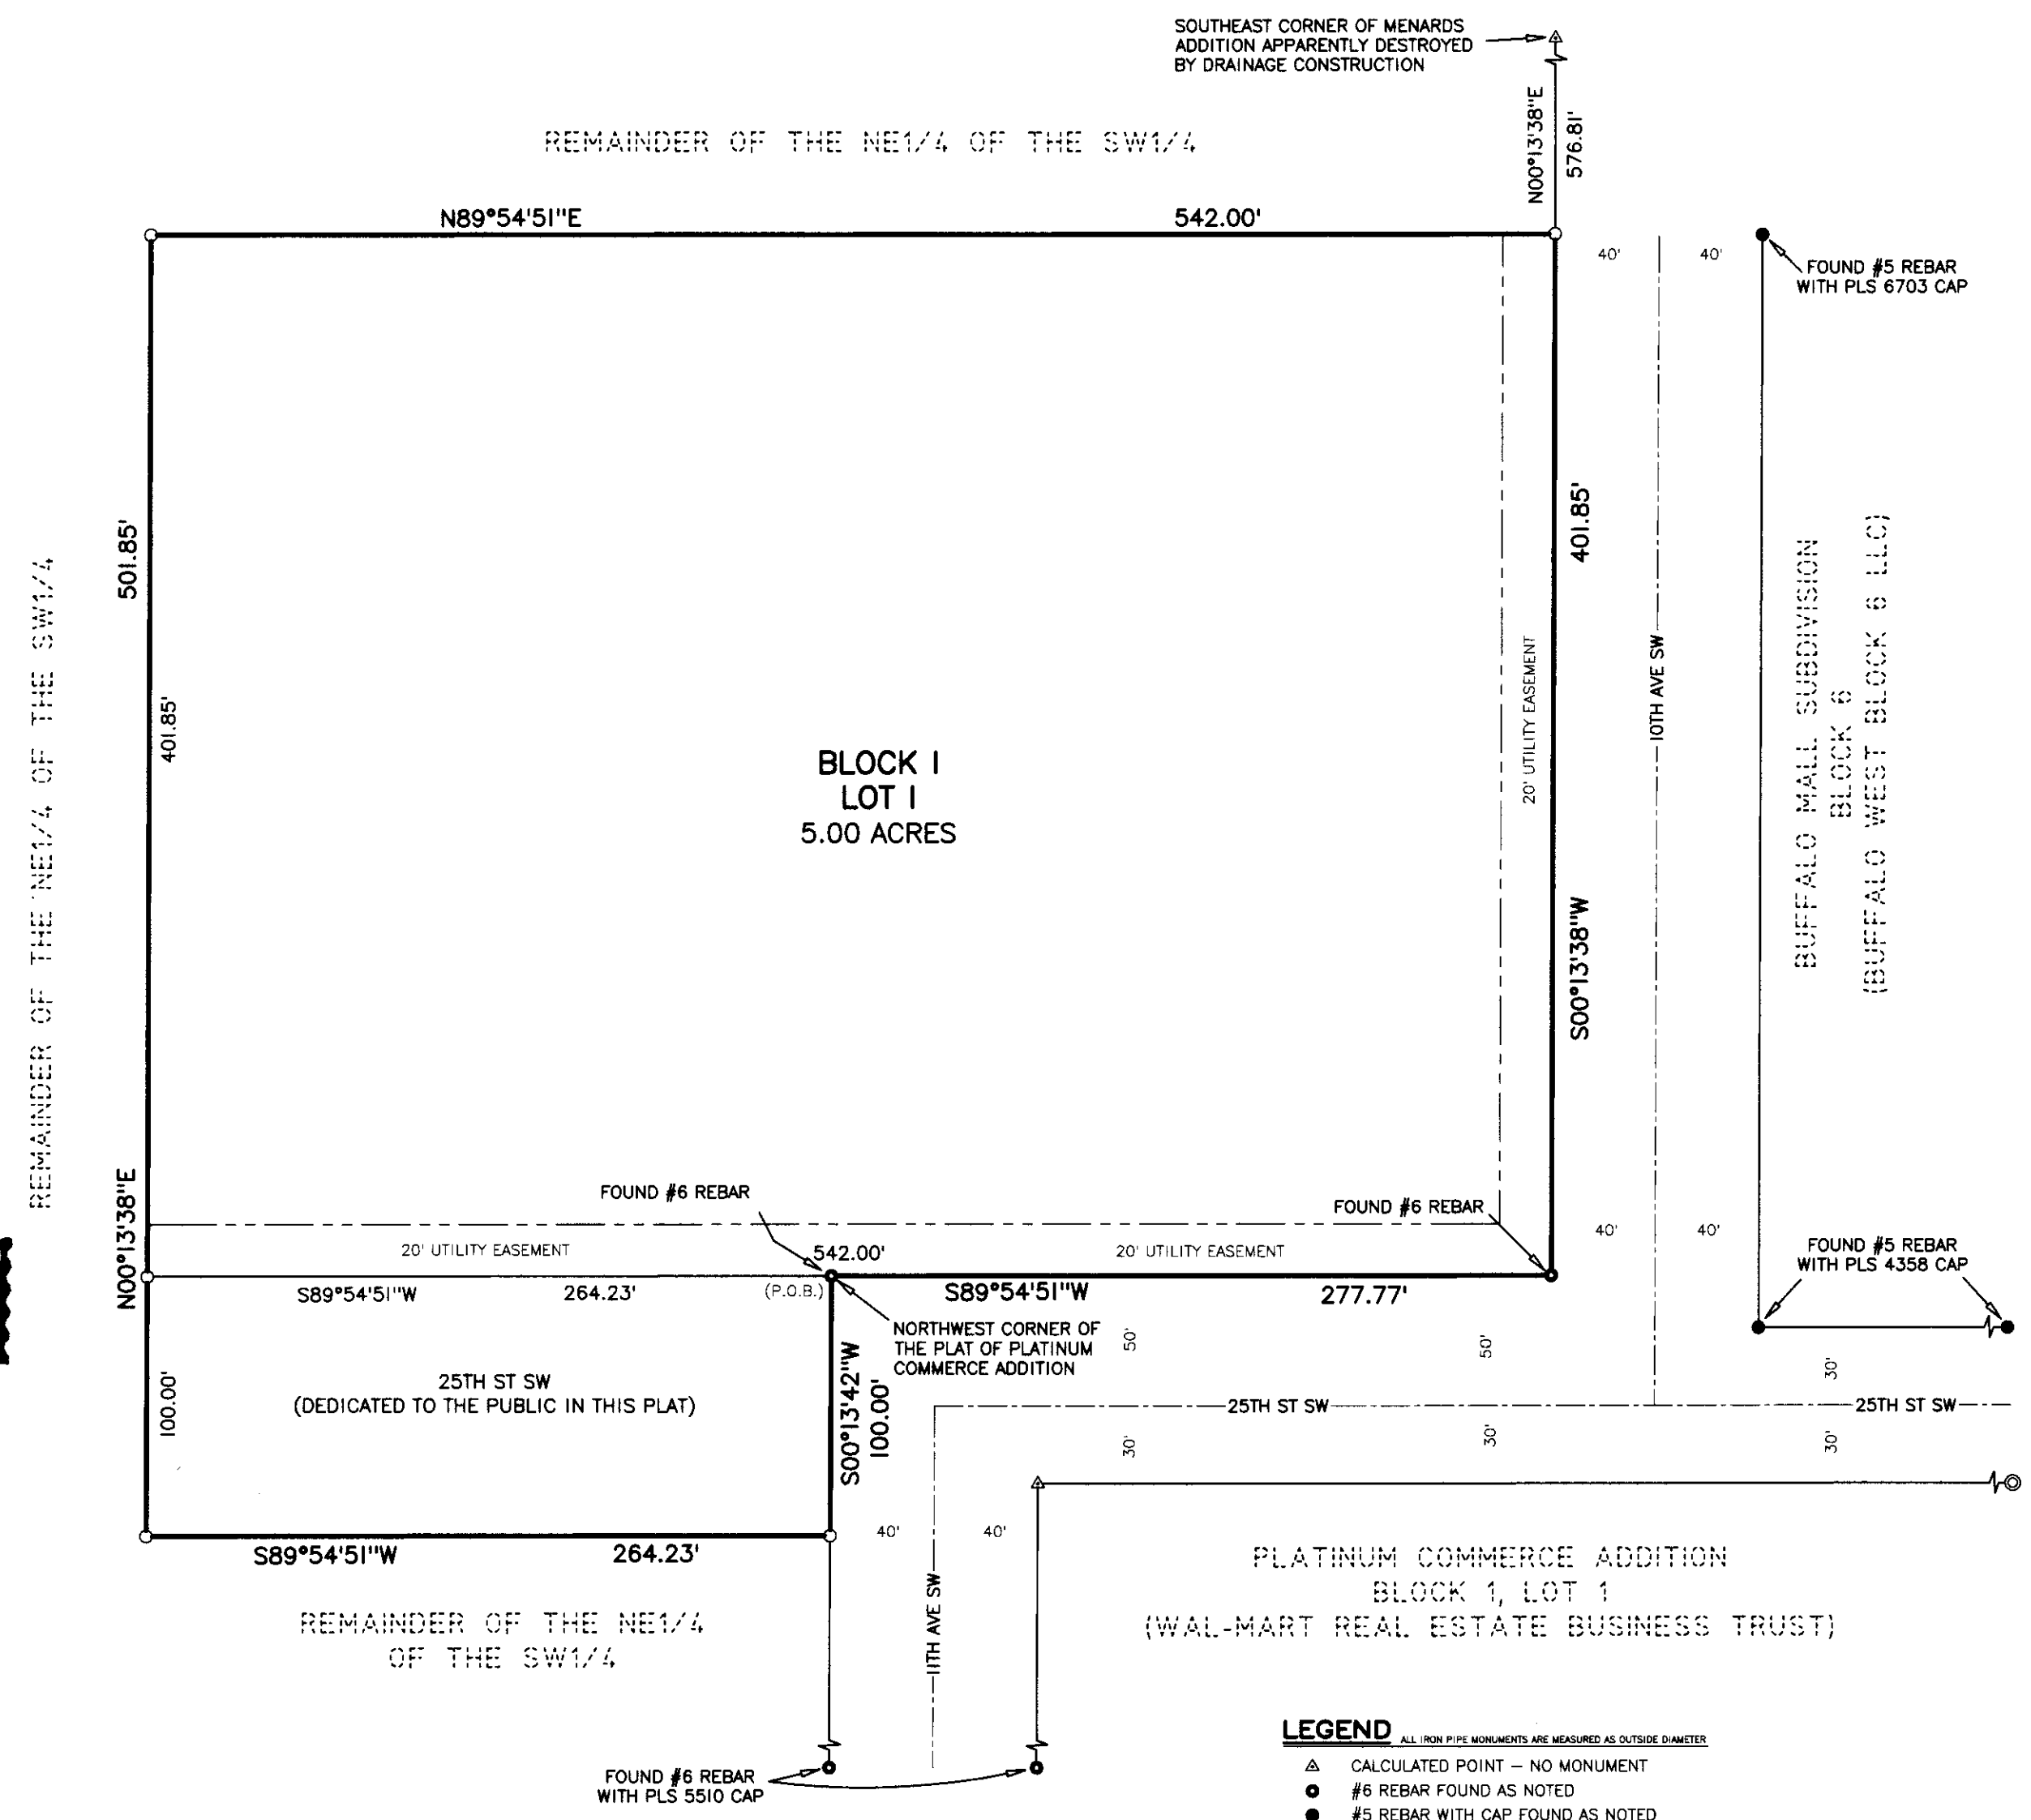 SOUTHEAST CORNER OF MENARDS
ADDITION APPARENTLY DESTROYED
BY DRAINAGE CONSTRUCTION
N00°13'38"E
576.81'
REMAINDER OF THE NE1/4 OF THE SW1/4
N89°54'51"E
542.00'
40'
40'
FOUND #5 REBAR
WITH PLS 6703 CAP
REMAINDER OF THE NE1/4 OF THE SW1/4
501.85'
401.85'
N00°13'38"E
BLOCK 1
LOT 1
5.00 ACRES
20' UTILITY EASEMENT
401.85'
S00°13'38"W
10TH AVE SW
BUFFALO MALL SUBDIVISION
BLOCK 6
(BUFFALO WEST BLOCK 6 LLC)
FOUND #6 REBAR
FOUND #6 REBAR
40'
40'
FOUND #5 REBAR
WITH PLS 4358 CAP
20' UTILITY EASEMENT
542.00'
20' UTILITY EASEMENT
S89°54'51"W
264.23'
(P.O.B.)
S89°54'51"W
277.77'
NORTHWEST CORNER OF
THE PLAT OF PLATINUM
COMMERCE ADDITION
50'
50'
30'
100.00'
25TH ST SW
(DEDICATED TO THE PUBLIC IN THIS PLAT)
S00°13'42"W
100.00'
25TH ST SW
25TH ST SW
30'
30'
30'
S89°54'51"W
264.23'
40'
40'
11TH AVE SW
PLATINUM COMMERCE ADDITION
BLOCK 1, LOT 1
(WAL-MART REAL ESTATE BUSINESS TRUST)
REMAINDER OF THE NE1/4
OF THE SW1/4
FOUND #6 REBAR
WITH PLS 5510 CAP
LEGEND ALL IRON PIPE MONUMENTS ARE MEASURED AS OUTSIDE DIAMETER
CALCULATED POINT – NO MONUMENT
#6 REBAR FOUND AS NOTED
#5 REBAR WITH CAP FOUND AS NOTED